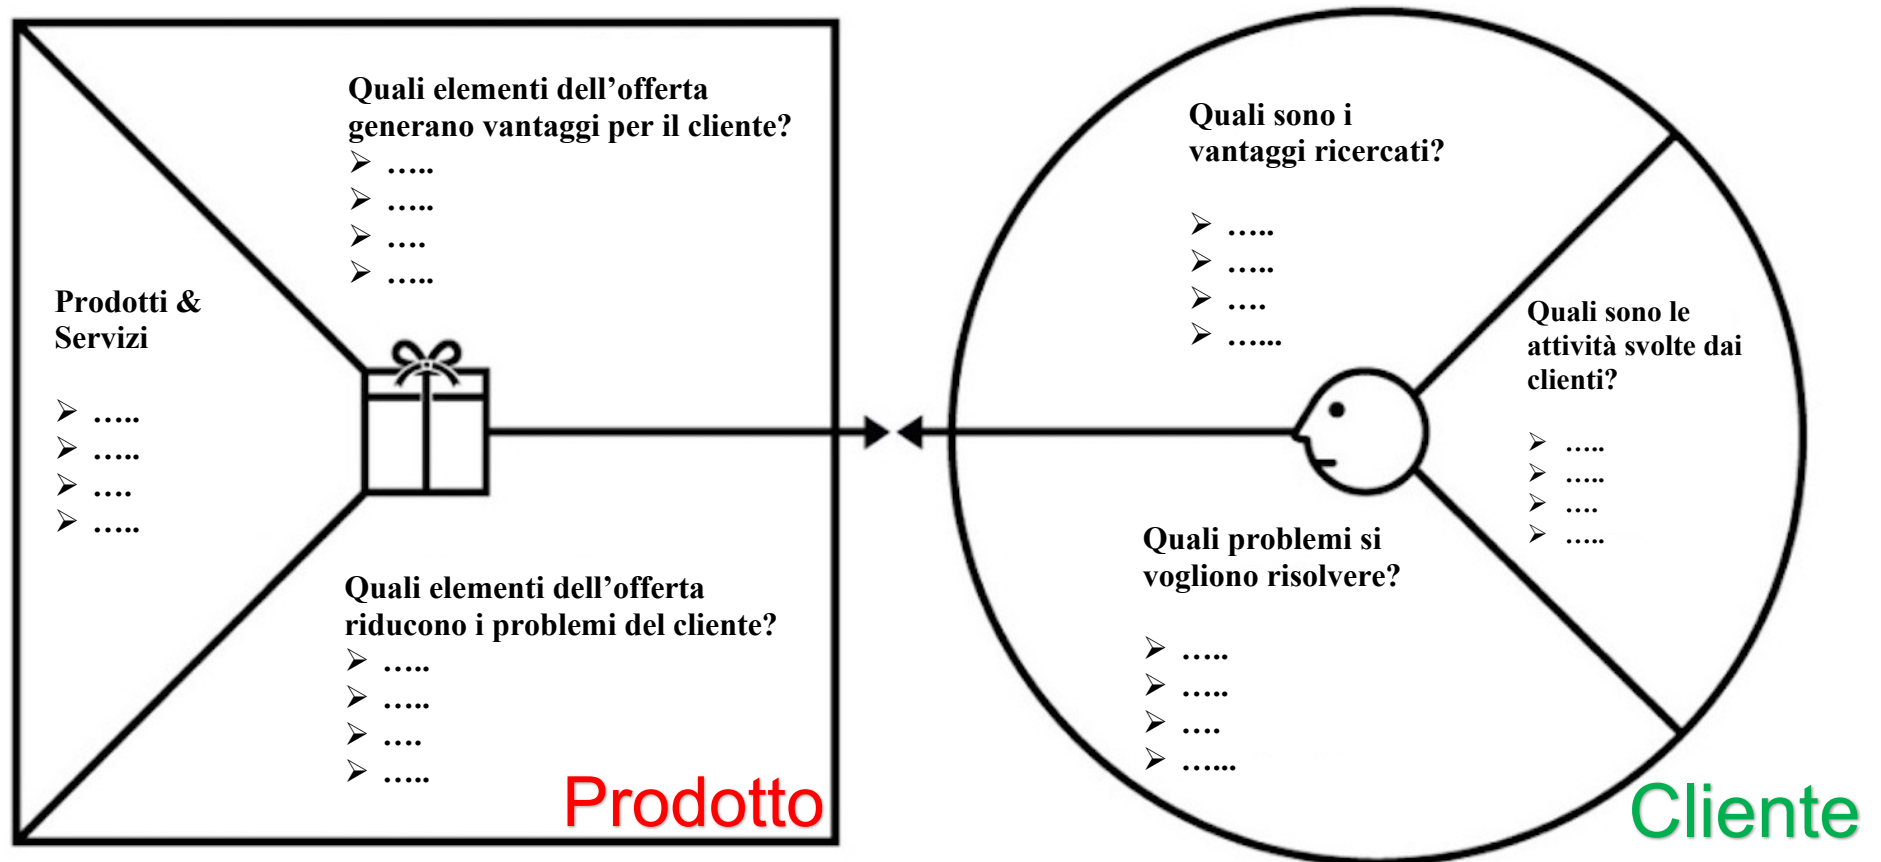 Quali elementi dell’offerta
generano vantaggi per il cliente?
➢ …..
➢ …..
➢ ….
➢ …..
Prodotti &
Servizi
➢ …..
➢ …..
➢ ….
➢ …..
Quali elementi dell’offerta
riducono i problemi del cliente?
➢ …..
➢ …..
➢ ….
➢ …..
Prodotto
Quali sono i
vantaggi ricercati?
➢ …..
➢ …..
➢ ….
➢ …...
Quali sono le
attività svolte dai
clienti?
➢ …..
➢ …..
➢ ….
➢ …..
Quali problemi si
vogliono risolvere?
➢ …..
➢ …..
➢ ….
➢ …...
Cliente